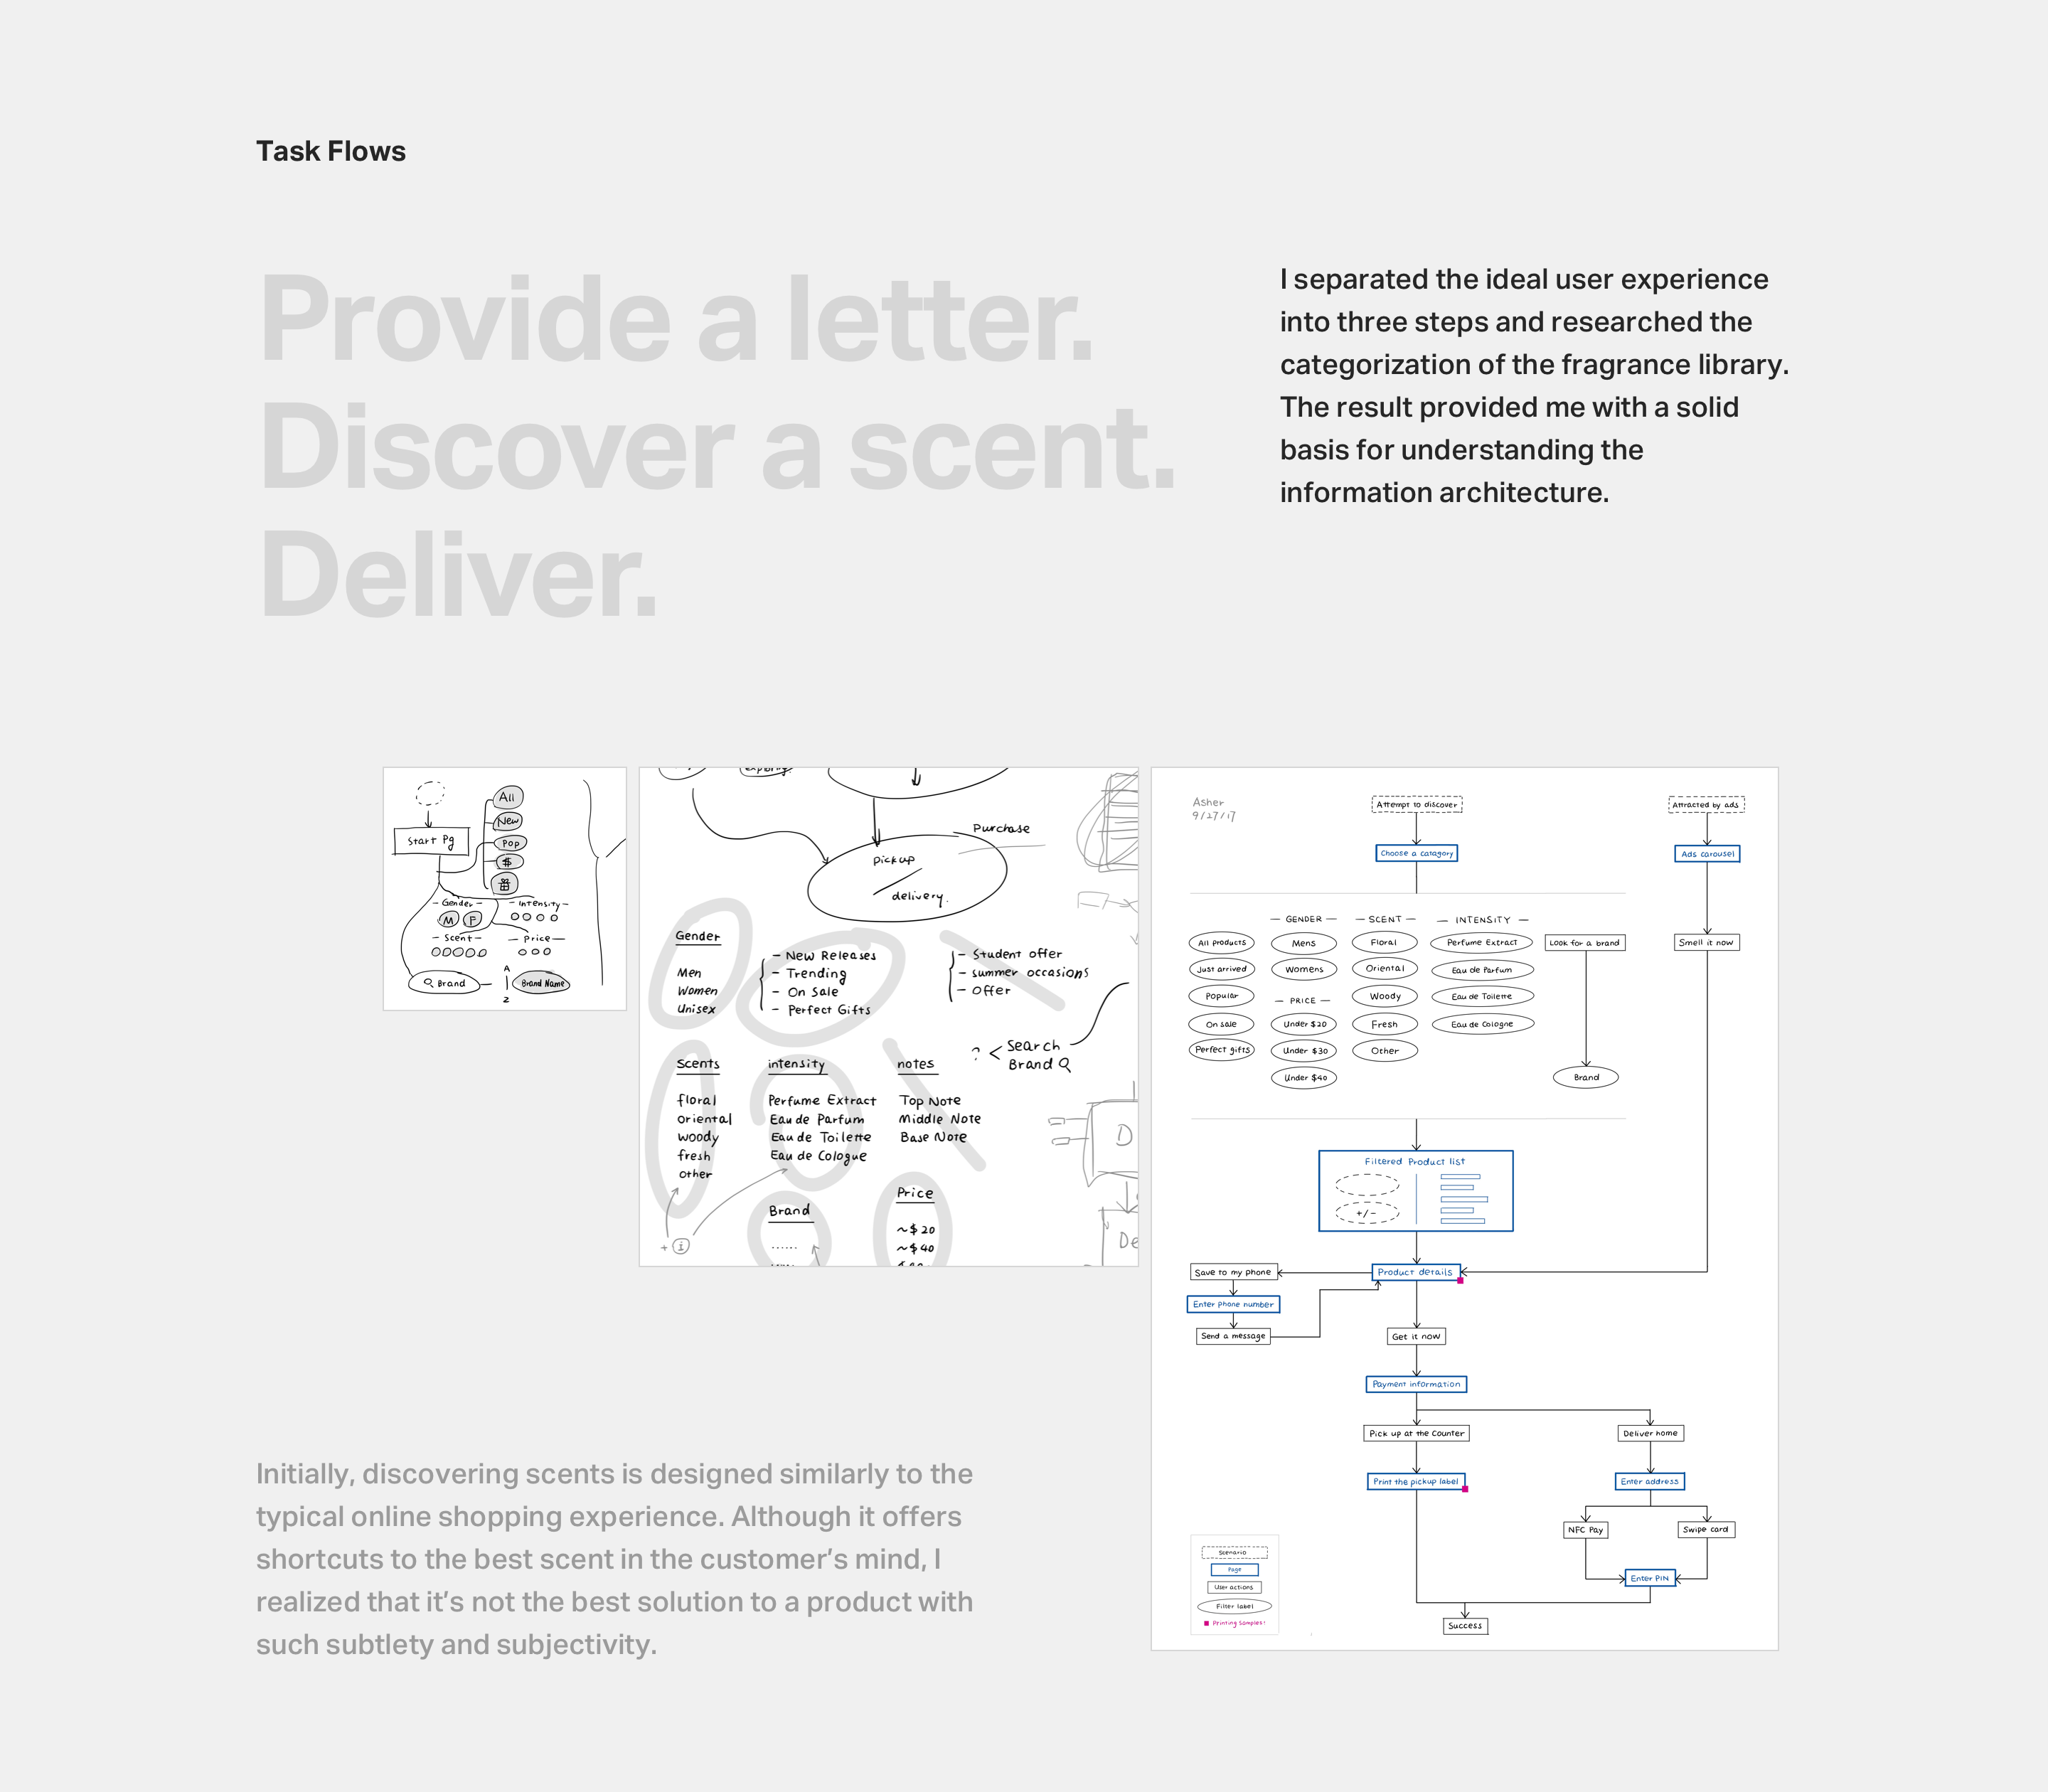 Task Flows
Provide a letter.
Discover a scent.
Deliver.
I separated the ideal user experience
into three steps and researched the
categorization of the fragrance library.
The result provided me with a solid
basis for understanding the
information architecture.
All
New
Start Pg
Pop
$
- Gender -
- Intensity -
M F
- Scent -
- Price -
Brand
A
Z
Brand Name
exploring
Purchase
pickup
delivery.
Gender
Men
Women
Unisex
- New Releases
- Trending
- On Sale
- Perfect Gifts
- Student offer
- summer occasions
- offer
? < Search
Brand
Scents
floral
oriental
woody
fresh
other
intensity
Perfume Extract
Eau de Parfum
Eau de Toilette
Eau de Cologue
notes
Top Note
Middle Note
Base Note
+ i
Brand
......
Price
~$20
~$40
D
De
Asher
9/27/17
Attempt to discover
Attracted by ads
Choose a catagory
Ads carousel
— GENDER —
— SCENT —
— INTENSITY —
All products
Mens
Floral
Perfume Extract
Look for a brand
Smell it now
Just arrived
Womens
Oriental
Eau de Parfum
Popular
— PRICE —
Woody
Eau de Toilette
On sale
Under $20
Fresh
Eau de Cologne
Perfect gifts
Under $30
Other
Under $40
Brand
Filtered Product list
+/-
Save to my phone
Product details
Enter phone number
Send a message
Get it now
Payment information
Pick up at the Counter
Deliver home
Print the pickup label
Enter address
NFC Pay
Swipe card
Enter PIN
Success
Scenario
Page
User actions
Filter label
Printing Samples!
Initially, discovering scents is designed similarly to the
typical online shopping experience. Although it offers
shortcuts to the best scent in the customer’s mind, I
realized that it’s not the best solution to a product with
such subtlety and subjectivity.